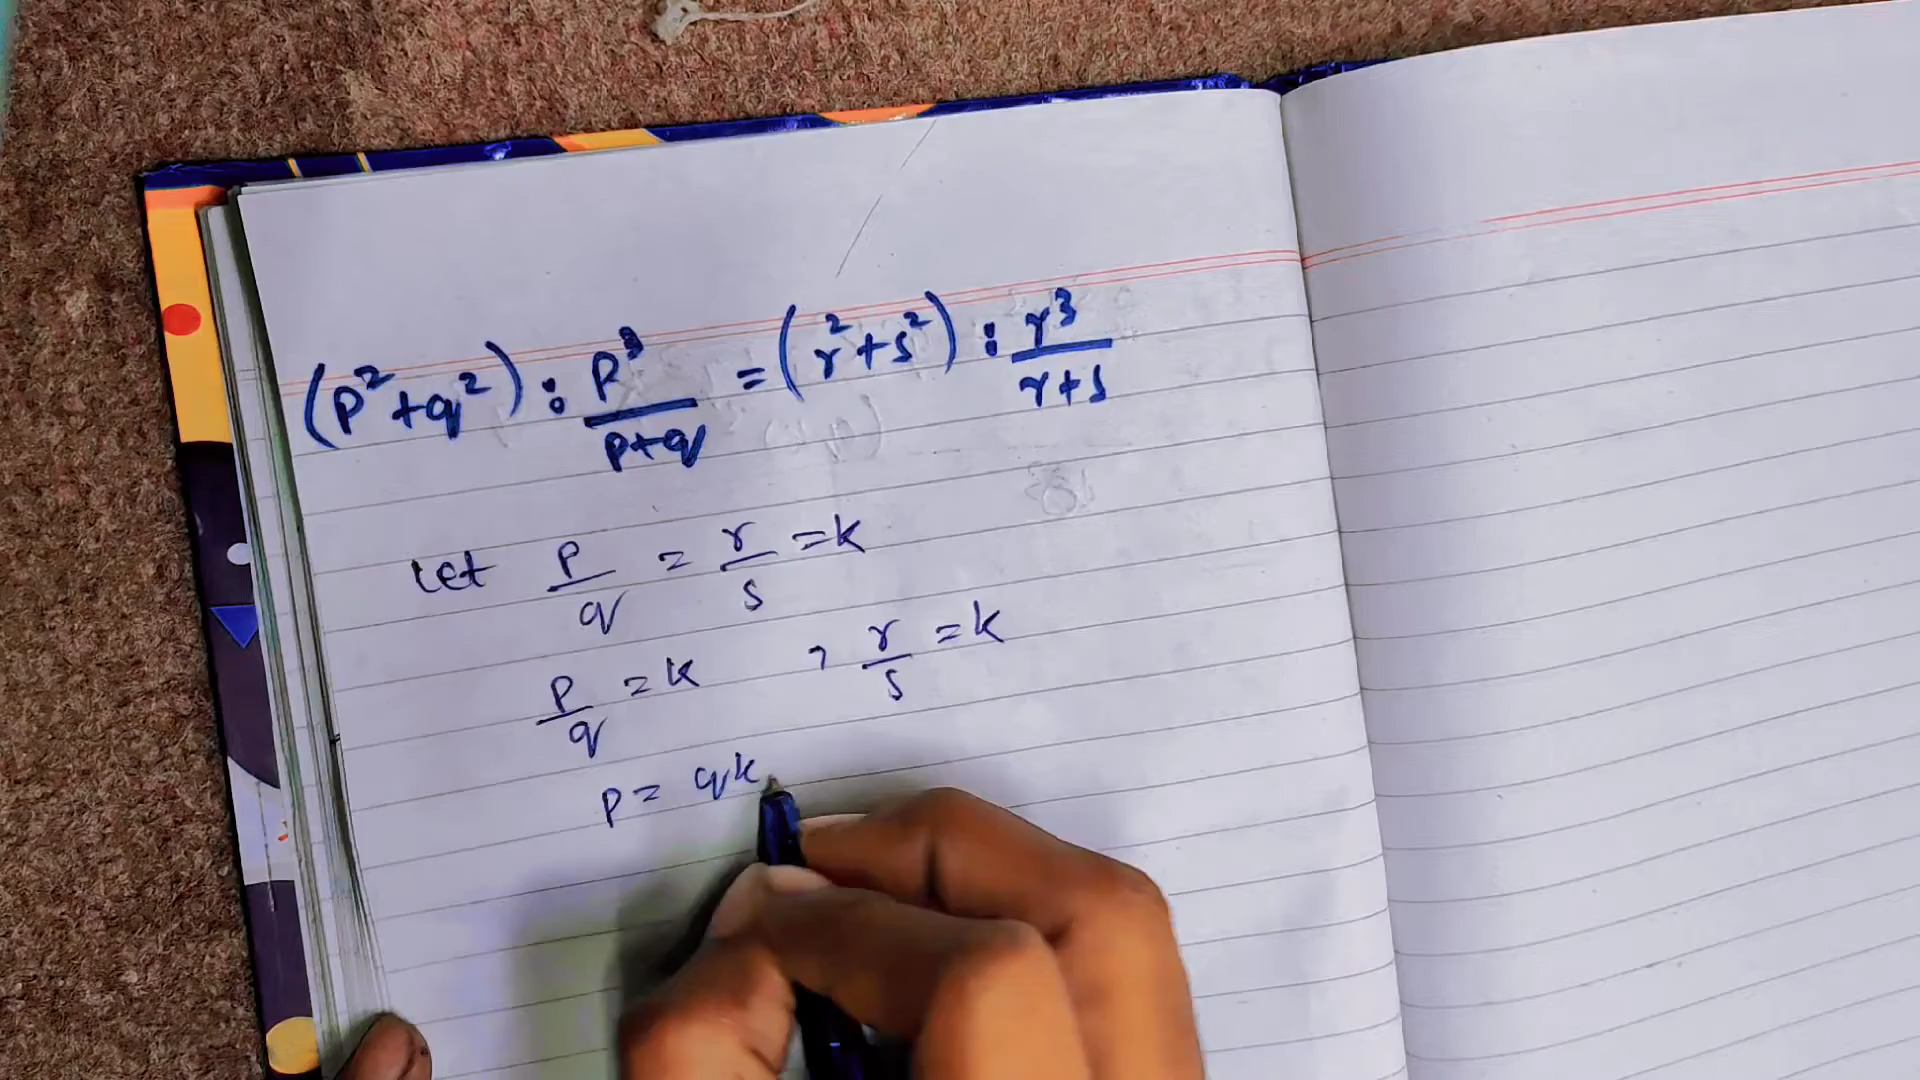 (p²+q²) : p³/(p+q) = (r²+s²) : r³/(r+s)
Let p/q = r/s = k
p/q = k , r/s = k
p = qk